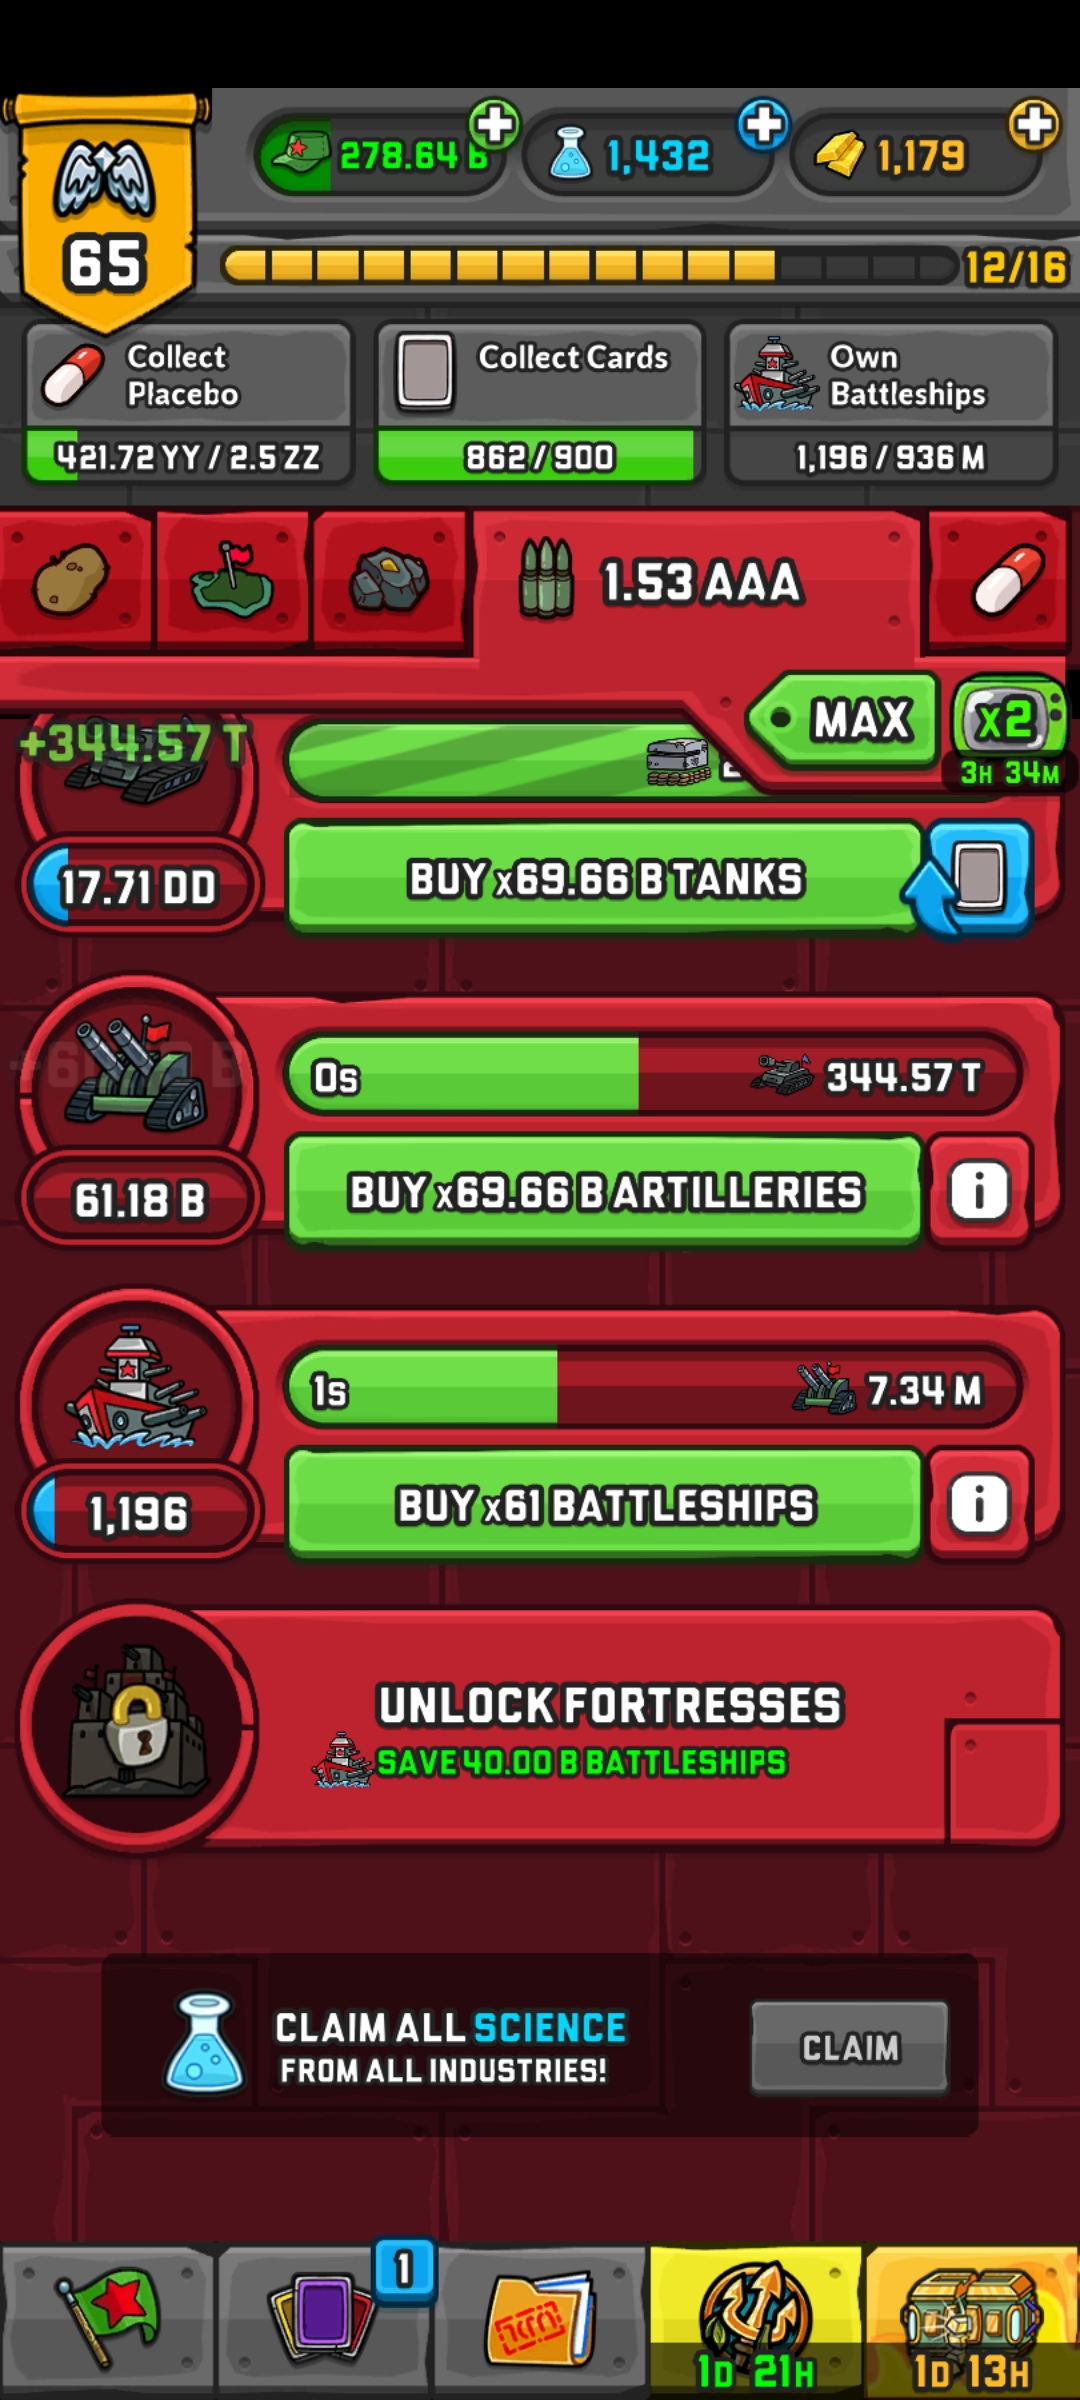 278.64 B
1,432
1,179
65
12/16
Collect
Placebo
421.72 YY / 2.5 ZZ
Collect Cards
862 / 900
Own
Battleships
1,196 / 936 M
1.53 AAA
MAX
x2
3H 34M
+344.57 T
17.71 DD
BUY x69.66 B TANKS
0s
344.57 T
61.18 B
BUY x69.66 B ARTILLERIES
i
1s
7.34 M
1,196
BUY x61 BATTLESHIPS
i
UNLOCK FORTRESSES
SAVE 40.00 B BATTLESHIPS
CLAIM ALL SCIENCE
FROM ALL INDUSTRIES!
CLAIM
1
1D 21H
1D 13H